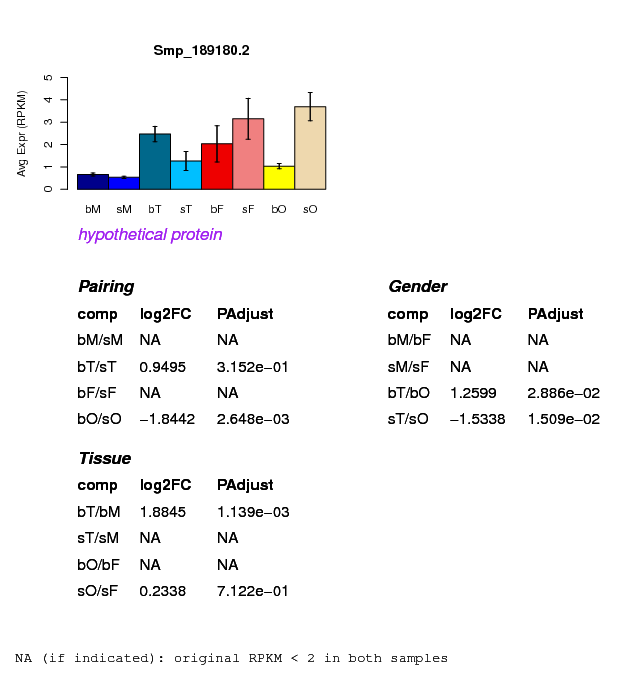 Smp_189180.2
Avg Expr (RPKM)
5
4
3
2
1
0
bM sM bT sT bF sF bO sO
hypothetical protein
Pairing
comp log2FC PAdjust
bM/sM NA NA
bT/sT 0.9495 3.152e−01
bF/sF NA NA
bO/sO −1.8442 2.648e−03
Gender
comp log2FC PAdjust
bM/bF NA NA
sM/sF NA NA
bT/bO 1.2599 2.886e−02
sT/sO −1.5338 1.509e−02
Tissue
comp log2FC PAdjust
bT/bM 1.8845 1.139e−03
sT/sM NA NA
bO/bF NA NA
sO/sF 0.2338 7.122e−01
NA (if indicated): original RPKM < 2 in both samples